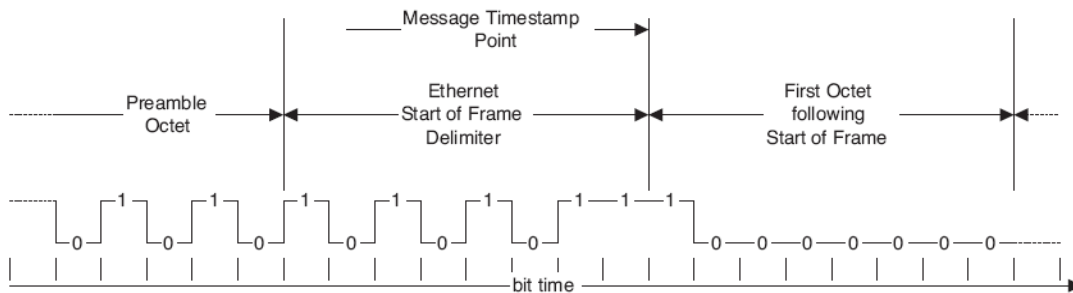 Message Timestamp
Point
Preamble
Octet
Ethernet
Start of Frame
Delimiter
First Octet
following
Start of Frame
0 1 0 1 0 1 0 1 0 1 0 1 1 1 0 0 0 0 0 0 0
bit time